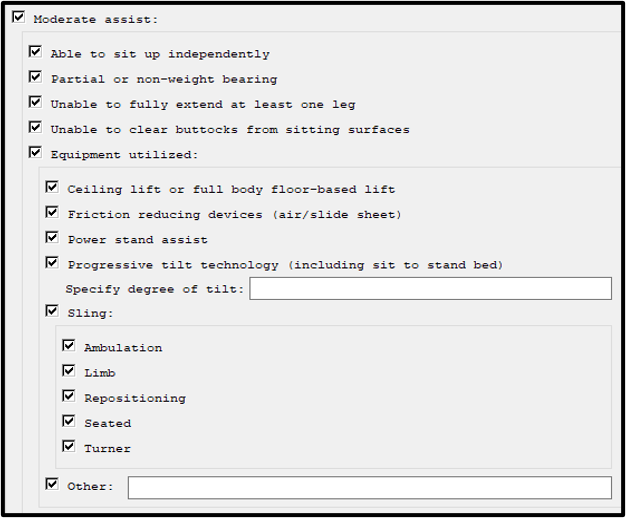 Moderate assist:
Able to sit up independently
Partial or non-weight bearing
Unable to fully extend at least one leg
Unable to clear buttocks from sitting surfaces
Equipment utilized:
Ceiling lift or full body floor-based lift
Friction reducing devices (air/slide sheet)
Power stand assist
Progressive tilt technology (including sit to stand bed)
Specify degree of tilt:
Sling:
Ambulation
Limb
Repositioning
Seated
Turner
Other: